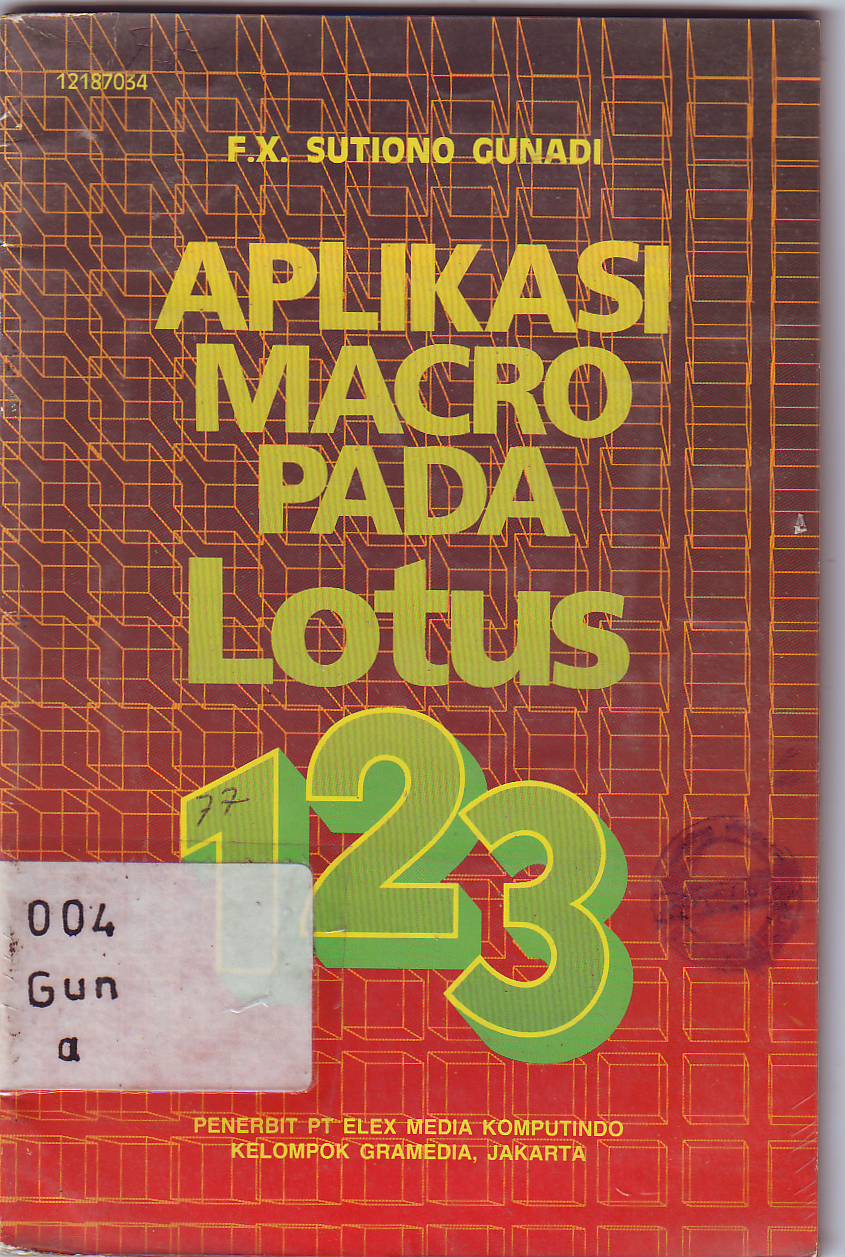 12187034
F.X. SUTIONO GUNADI
APLIKASI
MACRO
PADA
Lotus
123
77
004
Gun
a
PENERBIT PT ELEX MEDIA KOMPUTINDO
KELOMPOK GRAMEDIA, JAKARTA